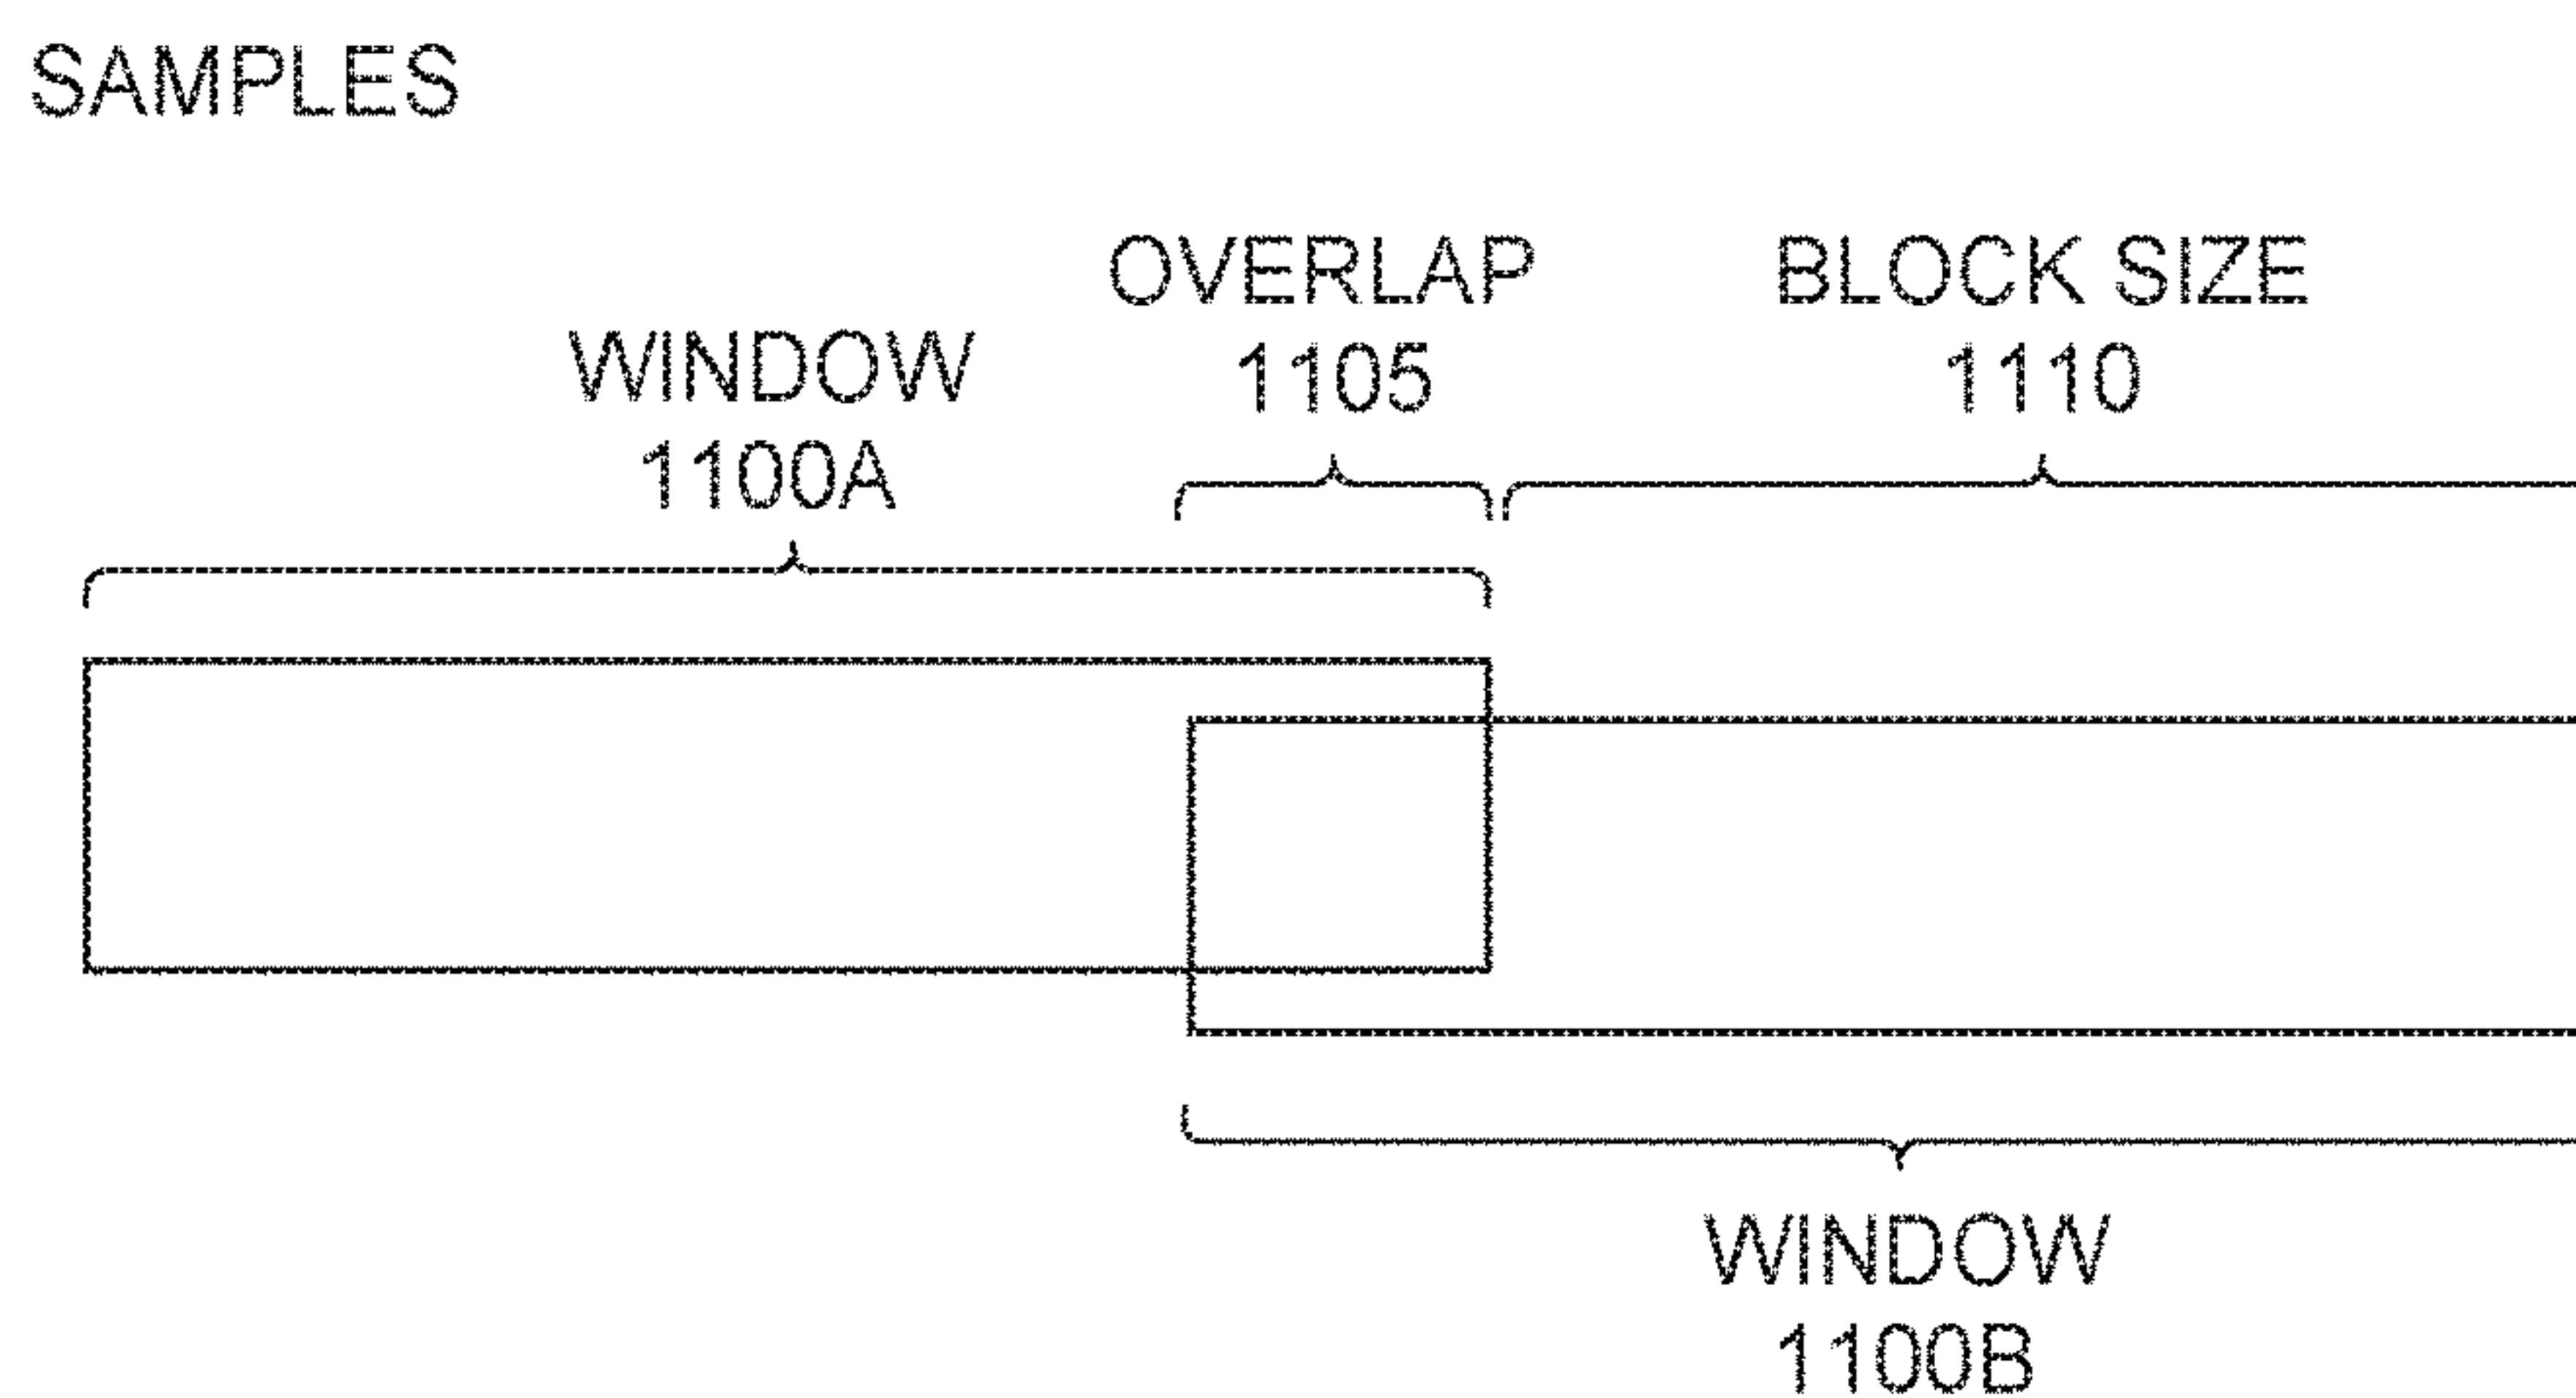 SAMPLES
WINDOW
1100A
OVERLAP
1105
BLOCK SIZE
1110
WINDOW
1100B